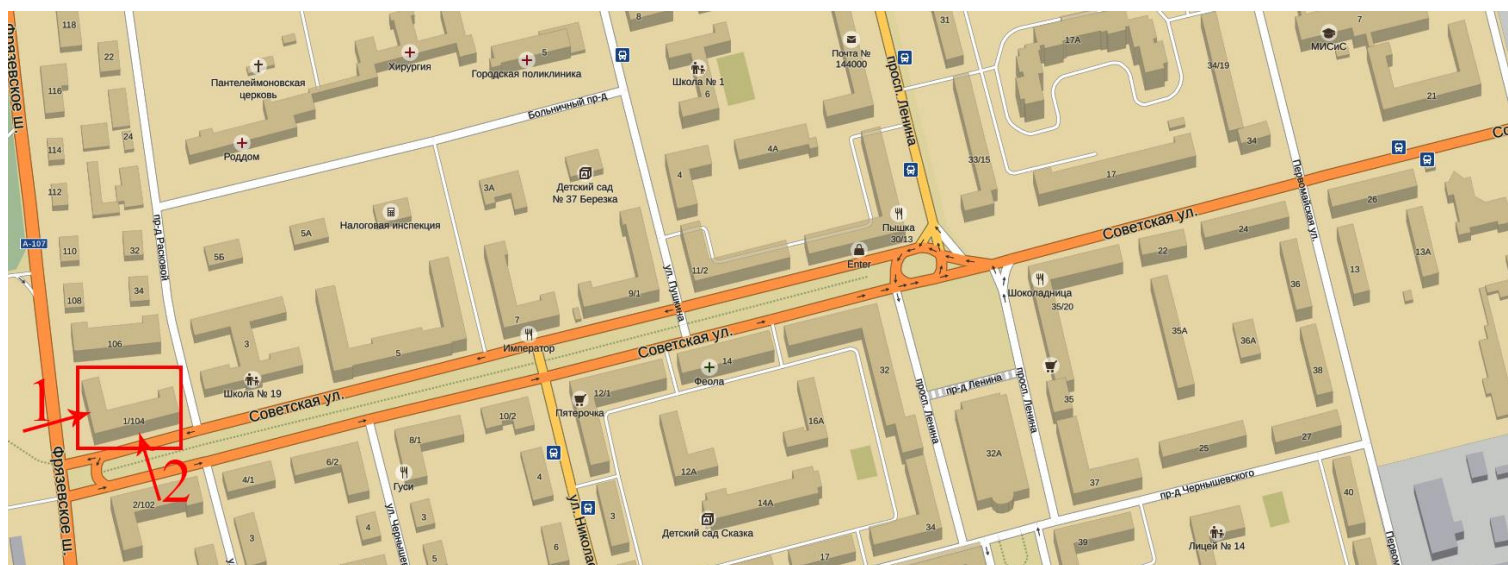 118
22
116
Фрязевское ш.
24
114
112
А-107
110
32
пр-д Расковой
108
34
106
1
1/104
2
2/102
Фрязевское ш.
Пантелеймоновская
церковь
Хирургия
5
Городская поликлиника
Роддом
Больничный пр-д
8
Школа № 1
6
Почта №
144000
31
просп. Ленина
17А
34/19
7
МИСиС
21
34
33/15
17
4А
4
3А
Детский сад
№ 37 Березка
Налоговая инспекция
5А
5Б
9/1
ул. Пушкина
11/2
Enter
Пышка
30/13
Советская ул.
24
22
26
Первомайская ул.
13
13А
36
38
Шоколадница
35/20
35А
36А
35
3
Школа № 19
5
7
Император
Советская ул.
Советская ул.
14
Феола
12/1
Пятерочка
10/2
8/1
Гуси
6/2
4/1
3
4
3
5
ул. Чернышев
4
6
3
ул. Николае
12А
16А
14А
Детский сад Сказка
17
32
34
просп. Ленина
пр-д Ленина
просп. Ленина
32А
37
25
27
пр-д Чернышевского
39
Лицей № 14
40
Первом